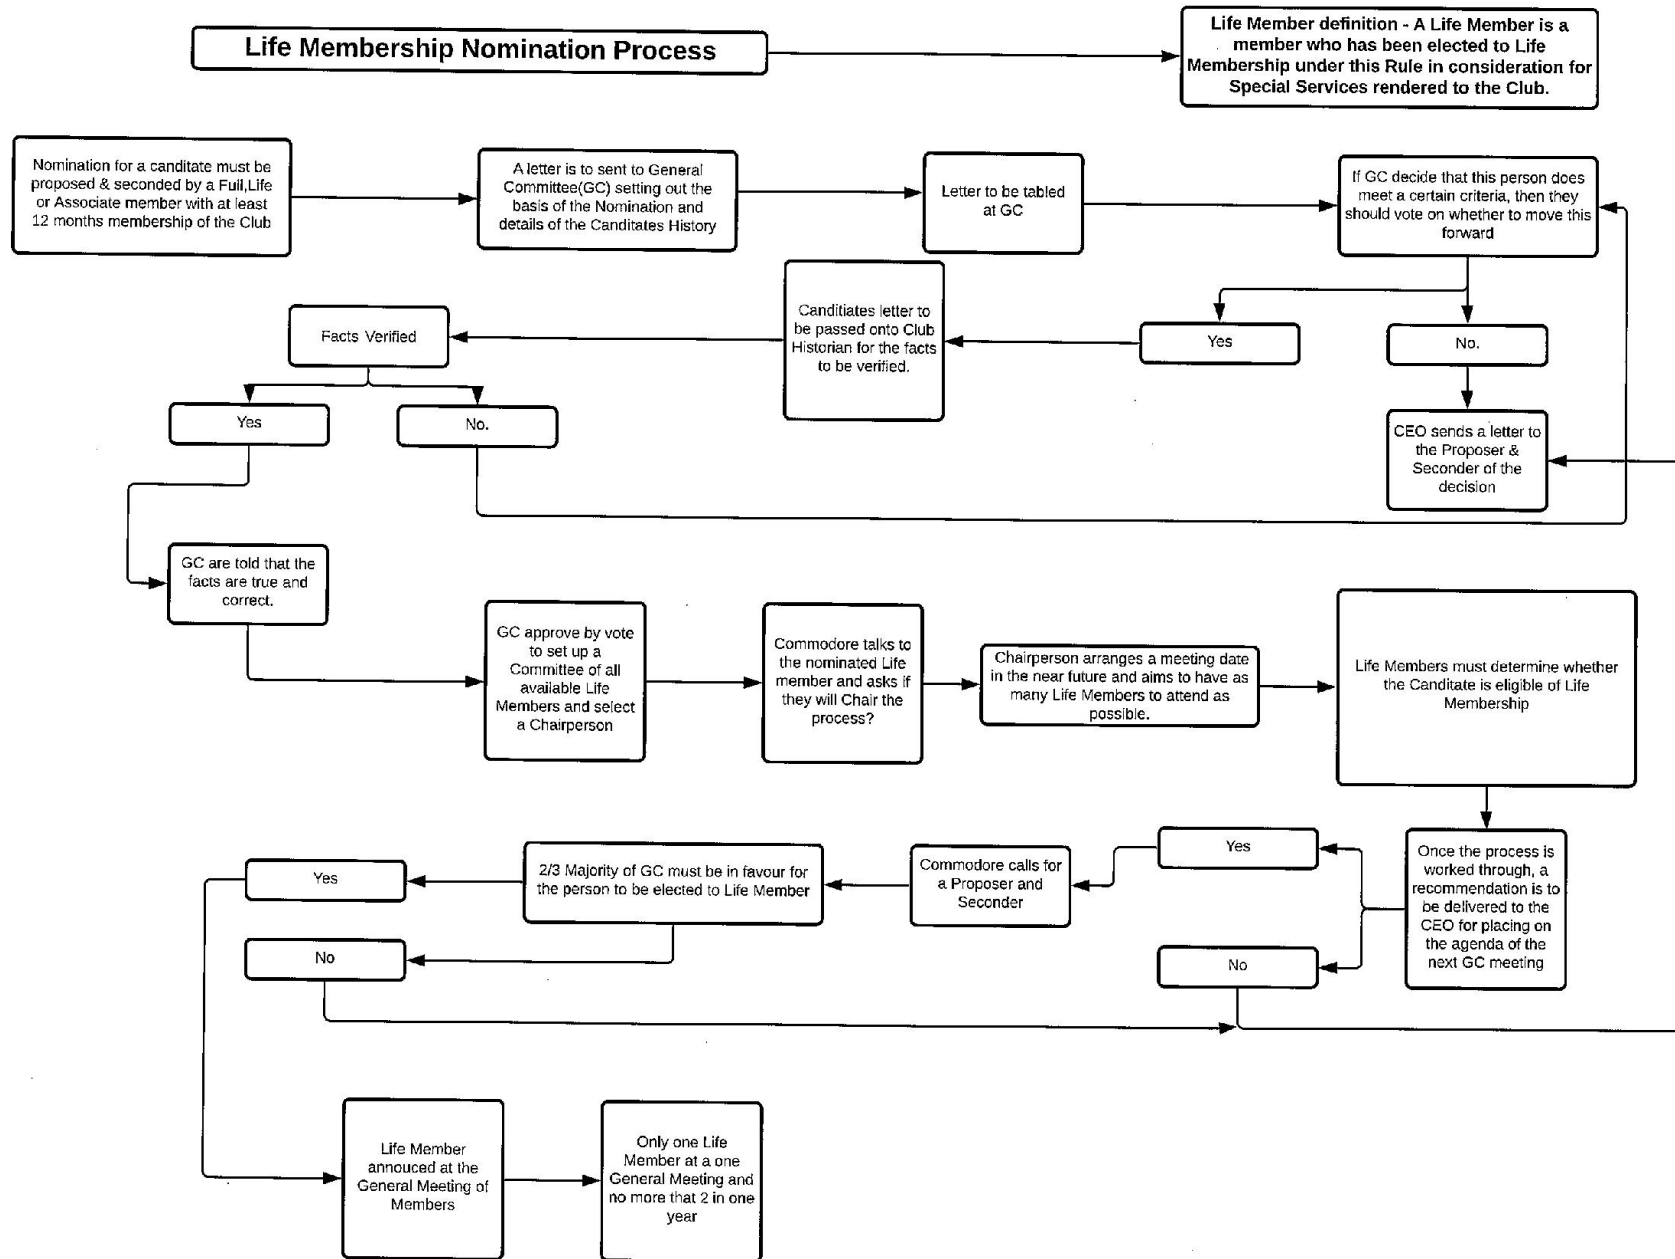 Life Membership Nomination Process
Life Member definition - A Life Member is a
member who has been elected to Life
Membership under this Rule in consideration for
Special Services rendered to the Club.
Nomination for a canditate must be
proposed & seconded by a Full,Life
or Associate member with at least
12 months membership of the Club
A letter is to sent to General
Committee(GC) setting out the
basis of the Nomination and
details of the Canditates History
Letter to be tabled
at GC
If GC decide that this person does
meet a certain criteria, then they
should vote on whether to move this
forward
Yes
No.
Canditiates letter to
be passed onto Club
Historian for the facts
to be verified.
Facts Verified
Yes
No.
CEO sends a letter to
the Proposer &
Seconder of the
decision
GC are told that the
facts are true and
correct.
GC approve by vote
to set up a
Committee of all
available Life
Members and select
a Chairperson
Commodore talks to
the nominated Life
member and asks if
they will Chair the
process?
Chairperson arranges a meeting date
in the near future and aims to have as
many Life Members to attend as
possible.
Life Members must determine whether
the Canditate is eligible of Life
Membership
Once the process is
worked through, a
recommendation is to
be delivered to the
CEO for placing on
the agenda of the
next GC meeting
Yes
No
Commodore calls for
a Proposer and
Seconder
2/3 Majority of GC must be in favour for
the person to be elected to Life Member
Yes
No
Life Member
annouced at the
General Meeting of
Members
Only one Life
Member at a one
General Meeting and
no more that 2 in one
year